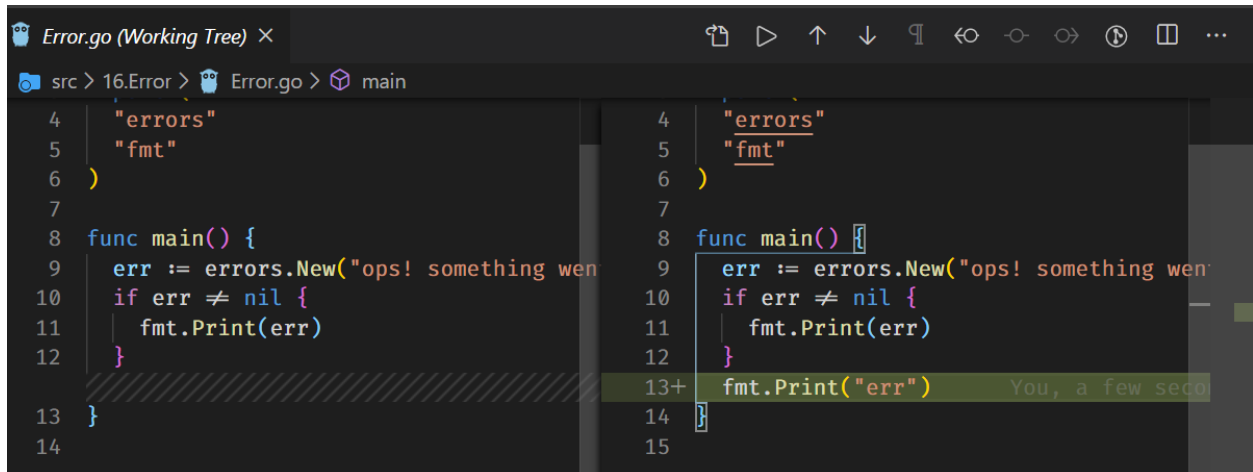 Error.go (Working Tree)
src > 16.Error > Error.go > main
4 "errors"
5 "fmt"
6 )
7
8 func main() {
9 err := errors.New("ops! something wen
10 if err ≠ nil {
11 fmt.Print(err)
12 }
13 }
14
4 "errors"
5 "fmt"
6 )
7
8 func main() {
9 err := errors.New("ops! something wen
10 if err ≠ nil {
11 fmt.Print(err)
12 }
13+ fmt.Print("err") You, a few seco
14 }
15